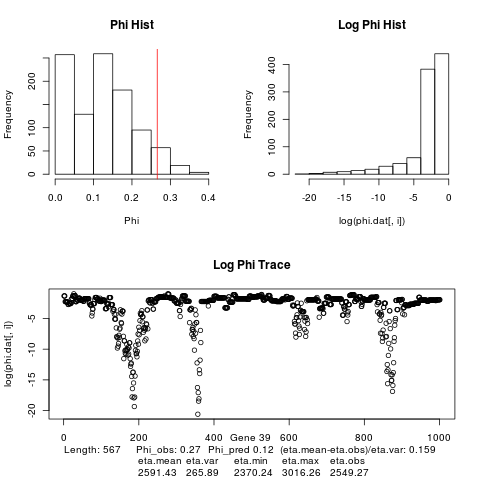 Phi Hist
Log Phi Hist
Frequency
0 50 100 200
0.0 0.1 0.2 0.3 0.4
Phi
Frequency
0 100 200 300 400
-20 -15 -10 -5 0
log(phi.dat[, i])
Log Phi Trace
log(phi.dat[, i])
-20 -15 -10 -5
0 200 400 600 800 1000
Gene 39
Length: 567 Phi_obs: 0.27 Phi_pred 0.12 (eta.mean-eta.obs)/eta.var: 0.159
eta.mean eta.var eta.min eta.max eta.obs
2591.43 265.89 2370.24 3016.26 2549.27